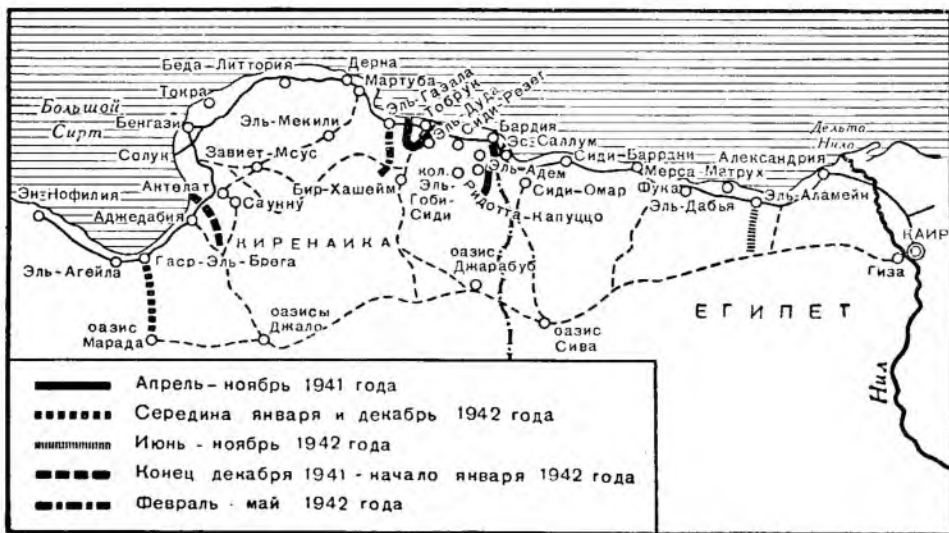 Дерна
Беда-Литтория
Мартуба
Токра
Эль-Газала
Тобрук
Эль-Дуда
Сиди-Резег
Большой
Сирт
Бенгази
Эль-Мекили
Бардия
Эс-Саллум
Дельта
Нила
Солук
Завиет-Мсус
Сиди-Баррани
Александрия
Мерса-Матрух
Антелат
Бир-Хашейм
кол.
Эль-Адем
Эн-Нофилия
Саунну
Эль-
Гоби-
Сиди
Ридотта-Капуццо
Сиди-Омар
Фука
Эль-Дабья
Эль-Аламейн
Аджедабия
КАИР
КИРЕНАИКА
оазис
Джарабуб
Эль-Агейла
Гаср-Эль-Брега
Гиза
ЕГИПЕТ
оазис
Марада
оазисы
Джало
оазис
Сива
Нил
Апрель-ноябрь 1941 года
Середина января и декабрь 1942 года
Июнь - ноябрь 1942 года
Конец декабря 1941 - начало января 1942 года
Февраль - май 1942 года